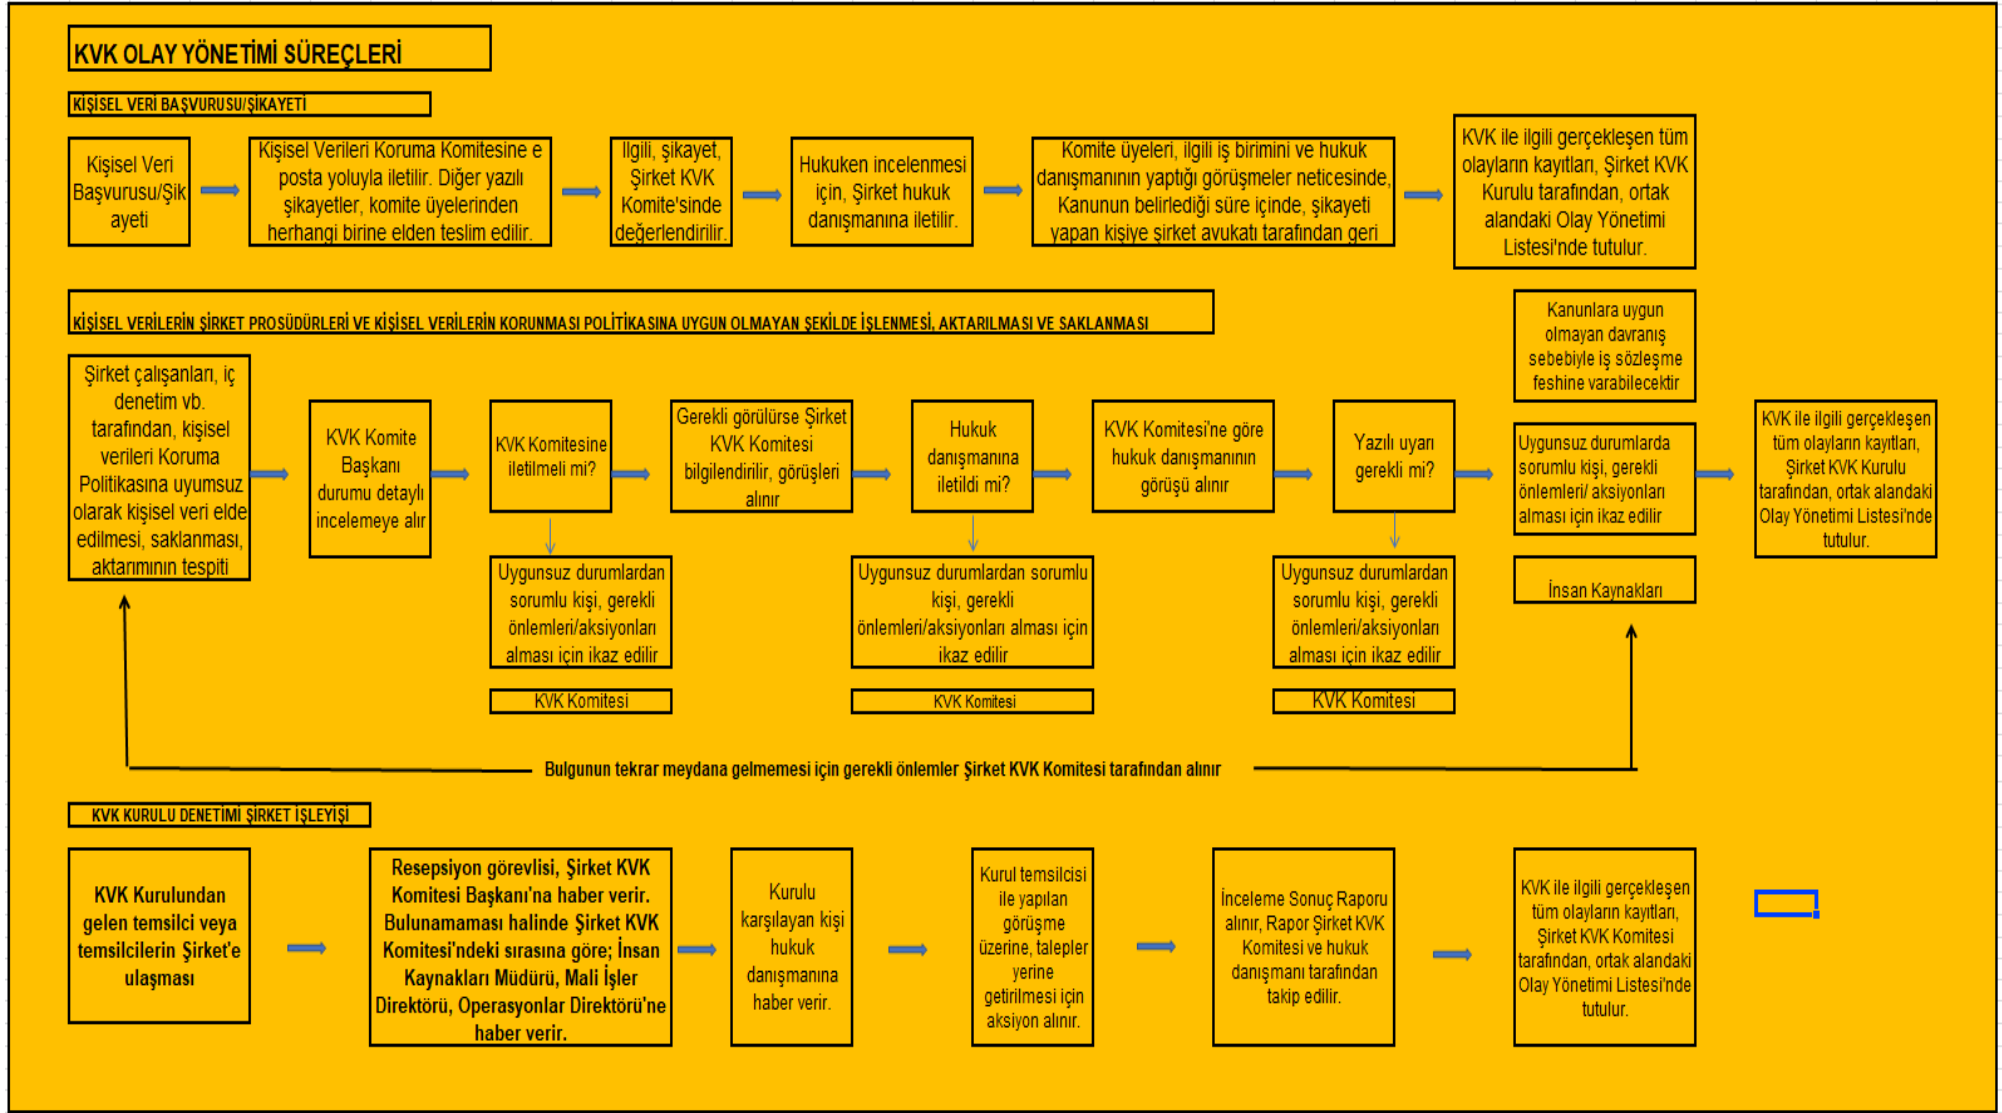 KVK OLAY YÖNETİMİ SÜREÇLERİ
KİŞİSEL VERİ BAŞVURUSU/ŞİKAYETİ
Kişisel Veri
Başvurusu/Şik
ayeti
Kişisel Verileri Koruma Komitesine e
posta yoluyla iletilir. Diğer yazılı
şikayetler, komite üyelerinden
herhangi birine elden teslim edilir.
İlgili, şikayet,
Şirket KVK
Komite'sinde
değerlendirilir.
Hukuken incelenmesi
için, Şirket hukuk
danışmanına iletilir.
Komite üyeleri, ilgili iş birimini ve hukuk
danışmanının yaptığı görüşmeler neticesinde,
Kanunun belirlediği süre içinde, şikayeti
yapan kişiye şirket avukatı tarafından geri
KVK ile ilgili gerçekleşen tüm
olayların kayıtları, Şirket KVK
Kurulu tarafından, ortak
alandaki Olay Yönetimi
Listesi'nde tutulur.
KİŞİSEL VERİLERİN ŞİRKET PROSÜDÜRLERİ VE KİŞİSEL VERİLERİN KORUNMASI POLİTİKASINA UYGUN OLMAYAN ŞEKİLDE İŞLENMESİ, AKTARILMASI VE SAKLANMASI
Şirket çalışanları, iç
denetim vb.
tarafından, kişisel
verileri Koruma
Politikasına uyumsuz
olarak kişisel veri elde
edilmesi, saklanması,
aktarımının tespiti
KVK Komite
Başkanı
durumu detaylı
incelemeye alır
KVK Komitesine
iletilmeli mi?
Gerekli görülürse Şirket
KVK Komitesi
bilgilendirilir, görüşleri
alınır
Hukuk
danışmanına
iletildi mi?
KVK Komitesi'ne göre
hukuk danışmanının
görüşü alınır
Yazılı uyarı
gerekli mi?
Kanunlara uygun
olmayan davranış
sebebiyle iş sözleşme
feshine varabilecektir
Uygunsuz durumlarda
sorumlu kişi, gerekli
önlemleri/ aksiyonları
alması için ikaz edilir
İnsan Kaynakları
KVK ile ilgili gerçekleşen
tüm olayların kayıtları,
Şirket KVK Kurulu
tarafından, ortak alandaki
Olay Yönetimi Listesi'nde
tutulur.
Uygunsuz durumlardan
sorumlu kişi, gerekli
önlemleri/aksiyonları
alması için ikaz edilir
KVK Komitesi
Uygunsuz durumlardan sorumlu
kişi, gerekli
önlemleri/aksiyonları alması için
ikaz edilir
KVK Komitesi
Uygunsuz durumlardan
sorumlu kişi, gerekli
önlemleri/aksiyonları
alması için ikaz edilir
KVK Komitesi
Bulgunun tekrar meydana gelmemesi için gerekli önlemler Şirket KVK Komitesi tarafından alınır
KVK KURULU DENETİMİ ŞİRKET İŞLEYİŞİ
KVK Kurulundan
gelen temsilci veya
temsilcilerin Şirket'e
ulaşması
Resepsiyon görevlisi, Şirket KVK
Komitesi Başkanı'na haber verir.
Bulunamaması halinde Şirket KVK
Komitesi'ndeki sırasına göre; İnsan
Kaynakları Müdürü, Mali İşler
Direktörü, Operasyonlar Direktörü'ne
haber verir.
Kurulu
karşılayan kişi
hukuk
danışmanına
haber verir.
Kurul temsilcisi
ile yapılan
görüşme
üzerine, talepler
yerine
getirilmesi için
aksiyon alınır.
İnceleme Sonuç Raporu
alınır, Rapor Şirket KVK
Komitesi ve hukuk
danışmanı tarafından
takip edilir.
KVK ile ilgili gerçekleşen
tüm olayların kayıtları,
Şirket KVK Komitesi
tarafından, ortak alandaki
Olay Yönetimi Listesi'nde
tutulur.